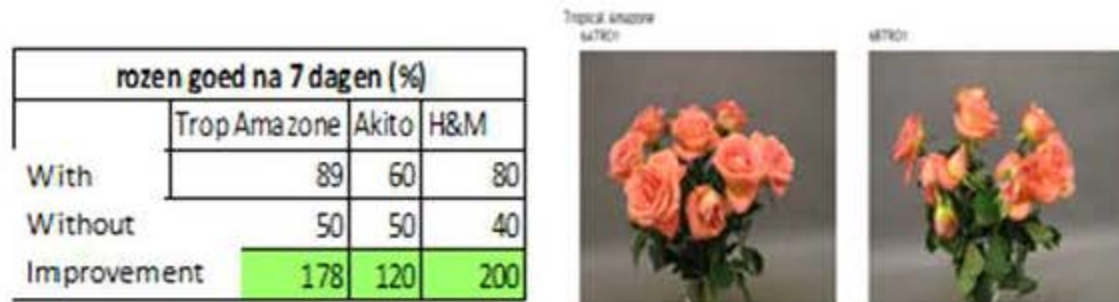 rozen goed na 7 dagen (%)
Trop Amazone Akito H&M
With 89 60 80
Without 50 50 40
Improvement 178 120 200
Tropical Amazone